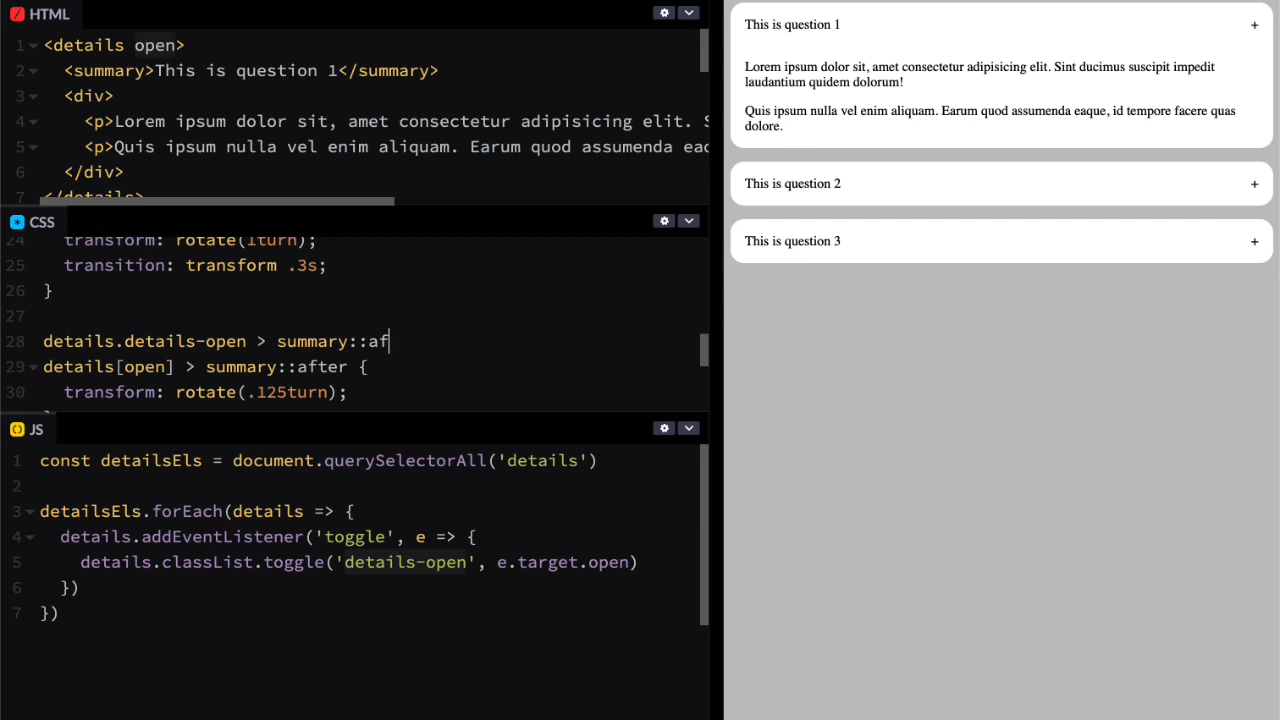 HTML
1 <details open>
2 <summary>This is question 1</summary>
3 <div>
4 <p>Lorem ipsum dolor sit, amet consectetur adipisicing elit. S
5 <p>Quis ipsum nulla vel enim aliquam. Earum quod assumenda eac
6 </div>
7 </details>
CSS
24 transform: rotate(1turn);
25 transition: transform .3s;
26 }
27
28 details.details-open > summary::af
29 details[open] > summary::after {
30 transform: rotate(.125turn);
JS
1 const detailsEls = document.querySelectorAll('details')
2
3 detailsEls.forEach(details => {
4 details.addEventListener('toggle', e => {
5 details.classList.toggle('details-open', e.target.open)
6 })
7 })
This is question 1 +
Lorem ipsum dolor sit, amet consectetur adipisicing elit. Sint ducimus suscipit impedit
laudantium quidem dolorum!
Quis ipsum nulla vel enim aliquam. Earum quod assumenda eaque, id tempore facere quas
dolore.
This is question 2 +
This is question 3 +